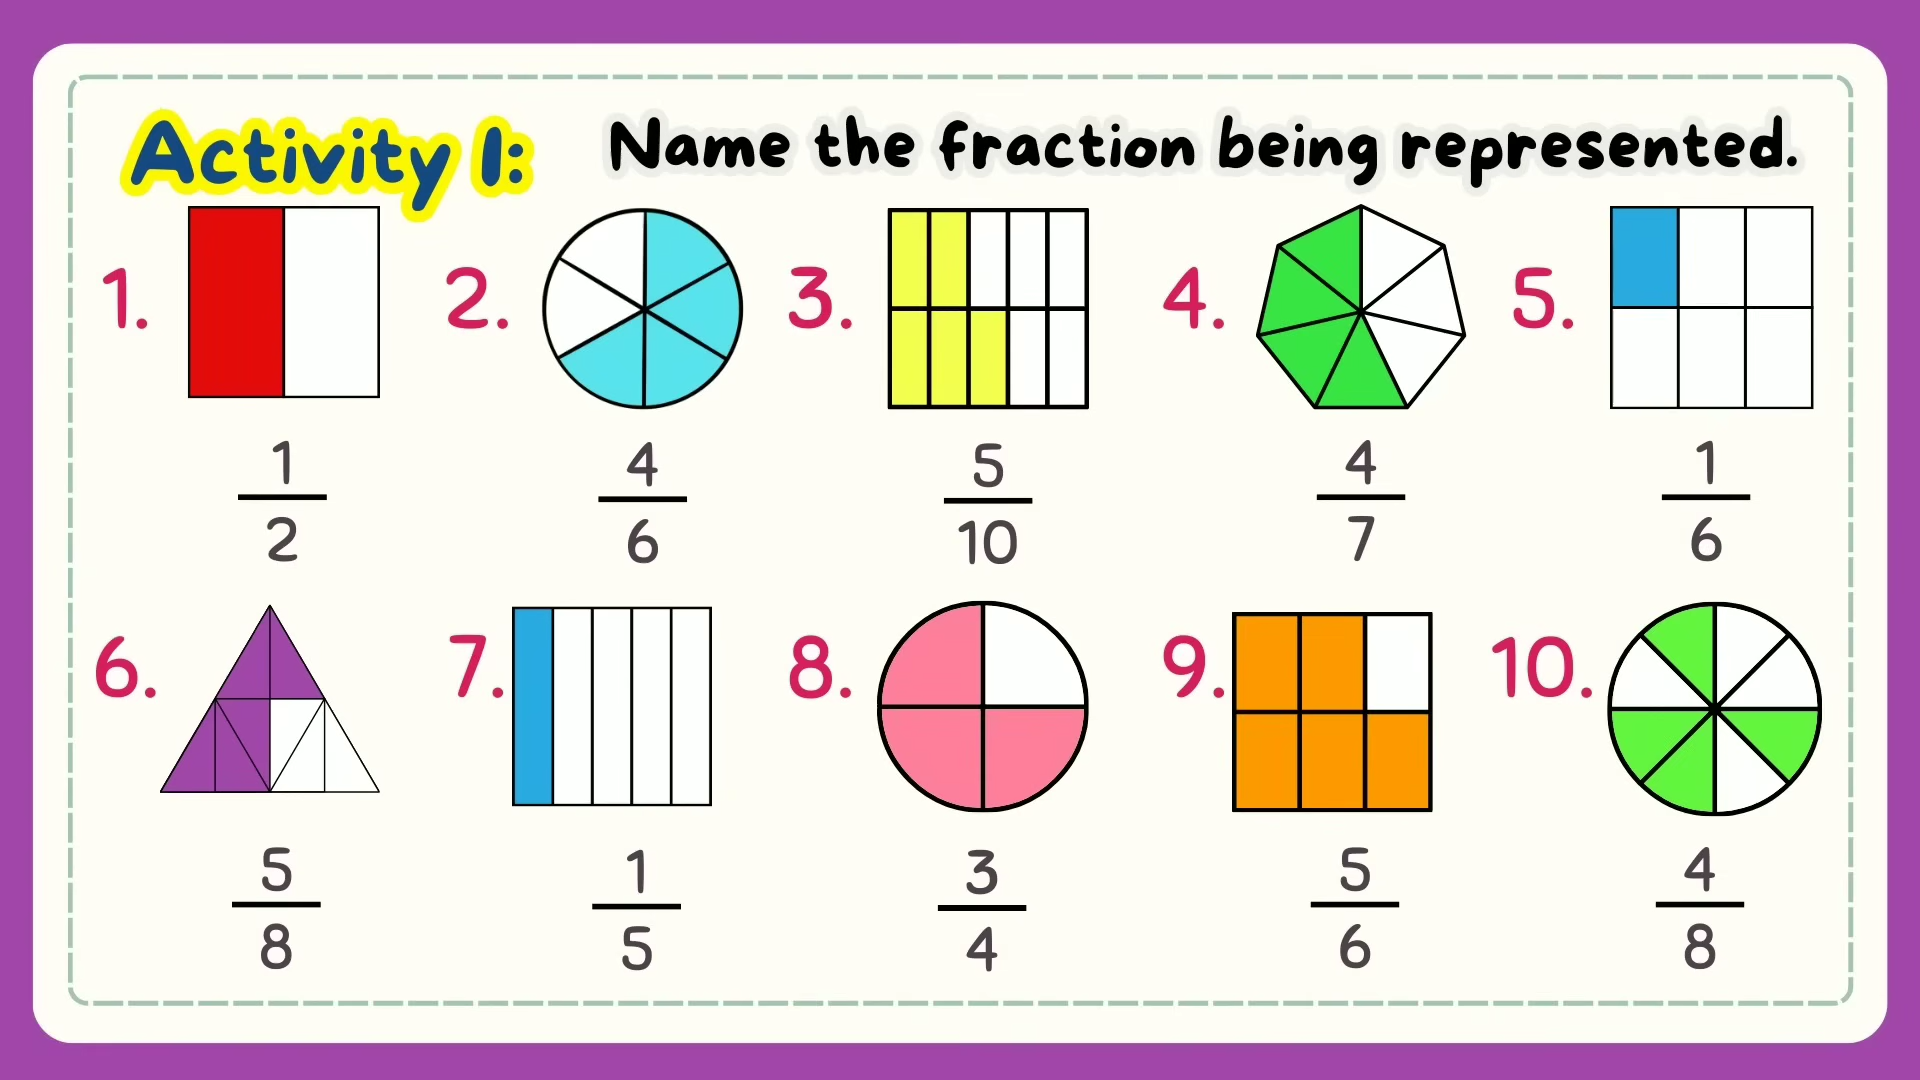 Activity 1: Name the fraction being represented.
1. 2. 3. 4. 5.
1 4 5 4 1
2 6 10 7 6
6. 7. 8. 9. 10.
5 1 3 5 4
8 5 4 6 8